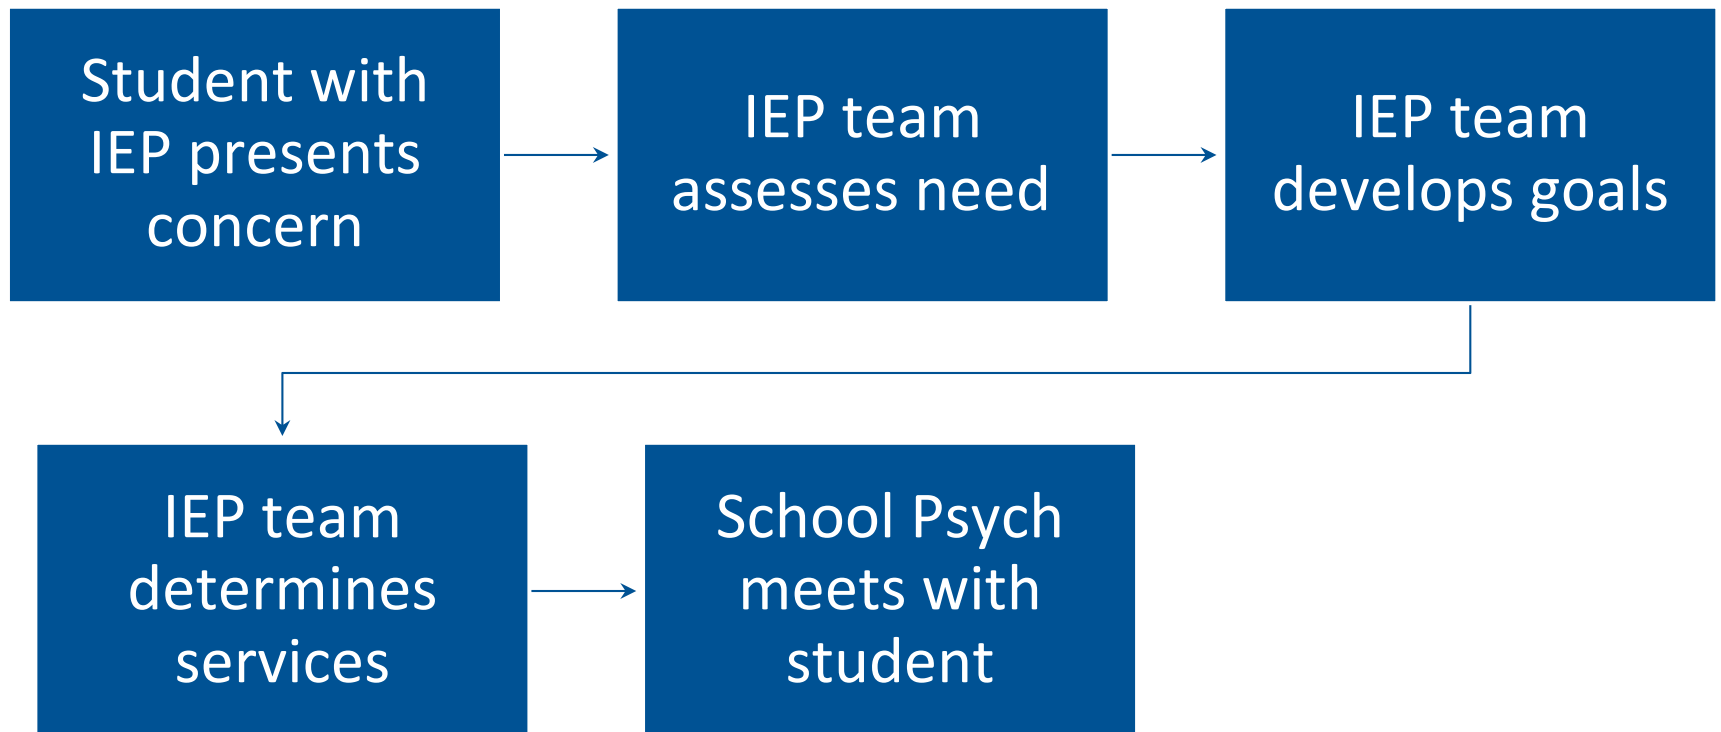 Student with
IEP presents
concern
IEP team
assesses need
IEP team
develops goals
IEP team
determines
services
School Psych
meets with
student